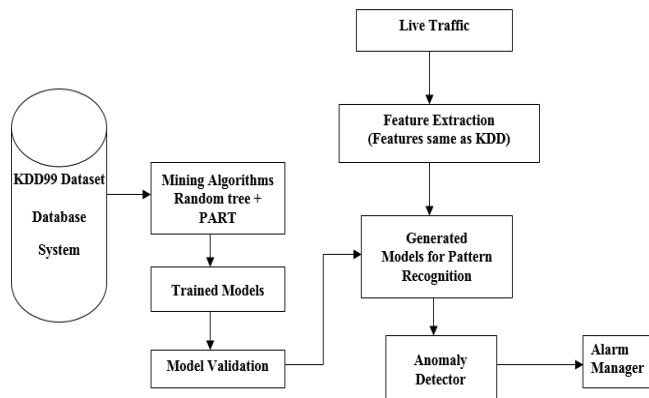 Live Traffic
Feature Extraction
(Features same as KDD)
KDD99 Dataset
Database
System
Mining Algorithms
Random tree +
PART
Generated
Models for Pattern
Recognition
Trained Models
Model Validation
Anomaly
Detector
Alarm
Manager